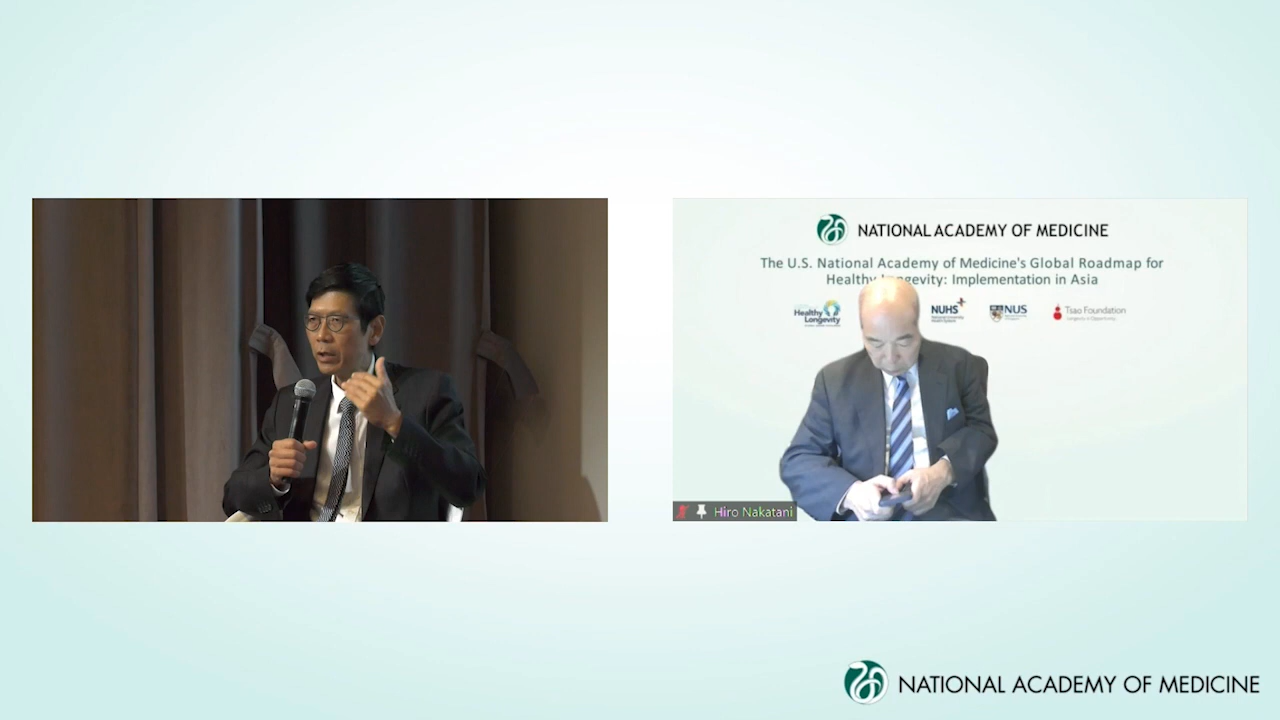 NATIONAL ACADEMY OF MEDICINE
The U.S. National Academy of Medicine's Global Roadmap for
Healthy Longevity: Implementation in Asia
Healthy
Longevity
NUHS
NUS
Tsao Foundation
Hiro Nakatani
NATIONAL ACADEMY OF MEDICINE